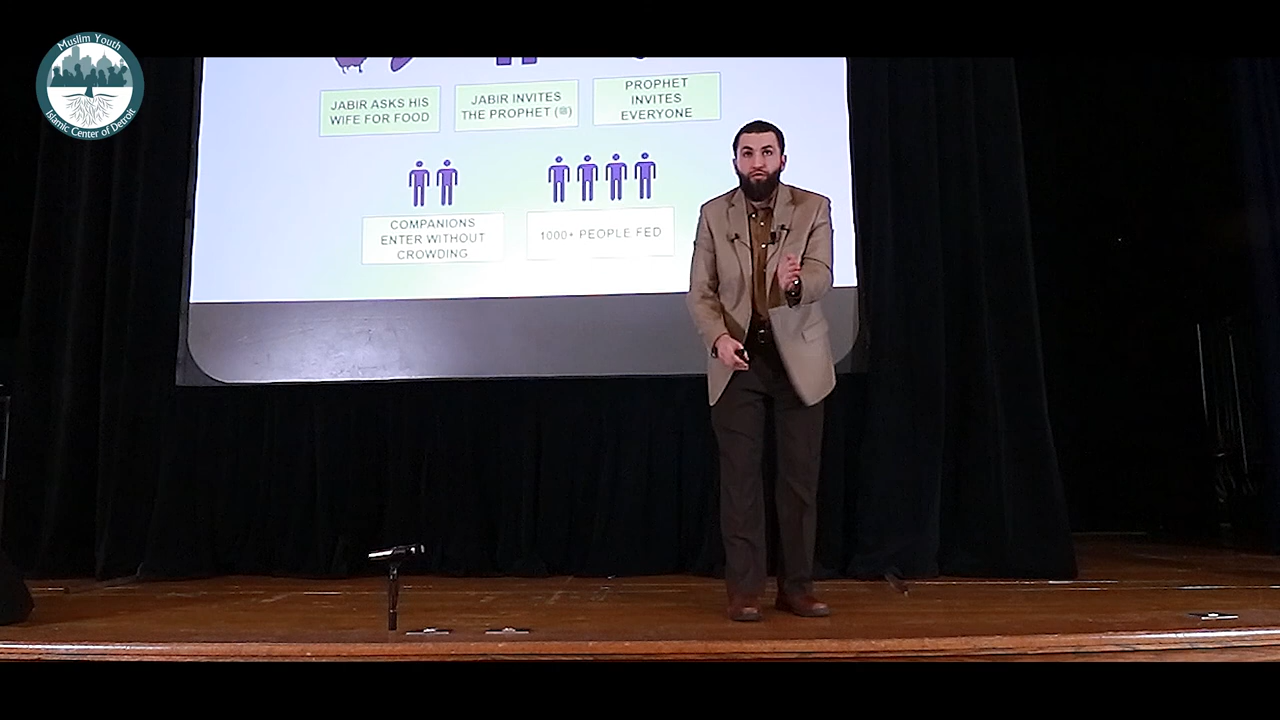 Muslim Youth
Islamic Center of Detroit
JABIR ASKS HIS
WIFE FOR FOOD
JABIR INVITES
THE PROPHET (ﷺ)
PROPHET
INVITES
EVERYONE
COMPANIONS
ENTER WITHOUT
CROWDING
1000+ PEOPLE FED